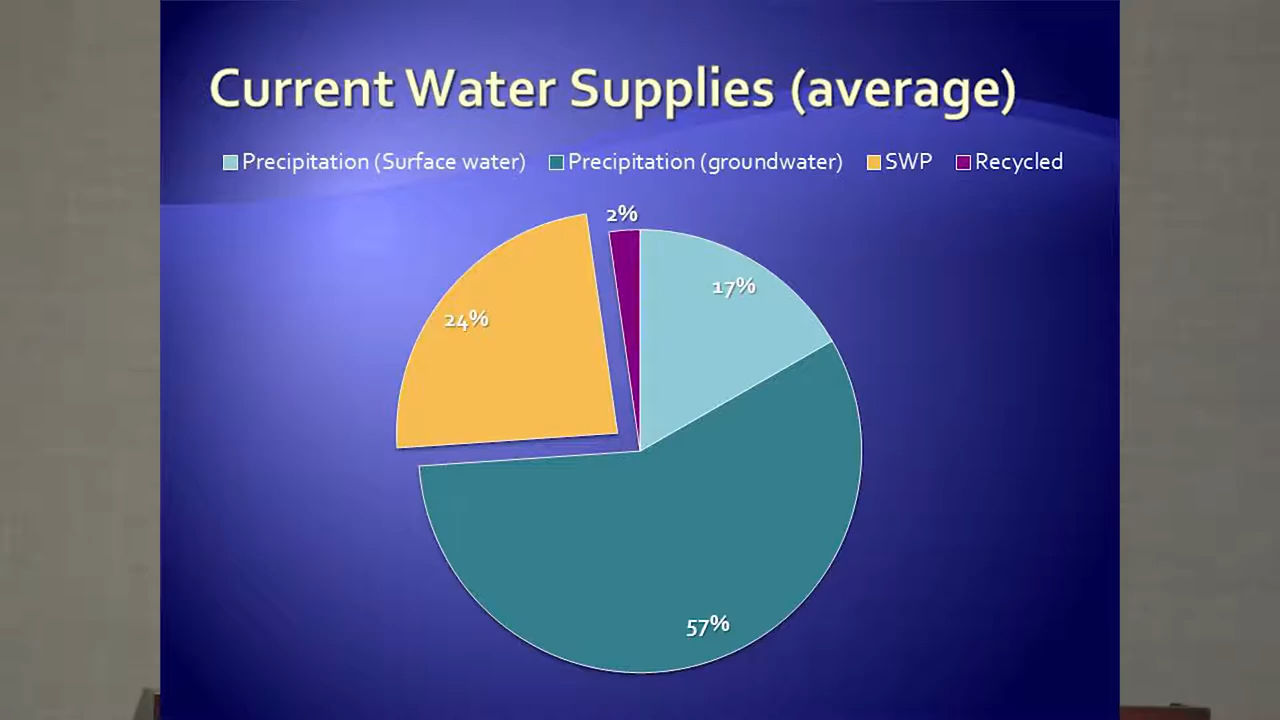 Current Water Supplies (average)
Precipitation (Surface water) Precipitation (groundwater) SWP Recycled
2%
17%
24%
57%